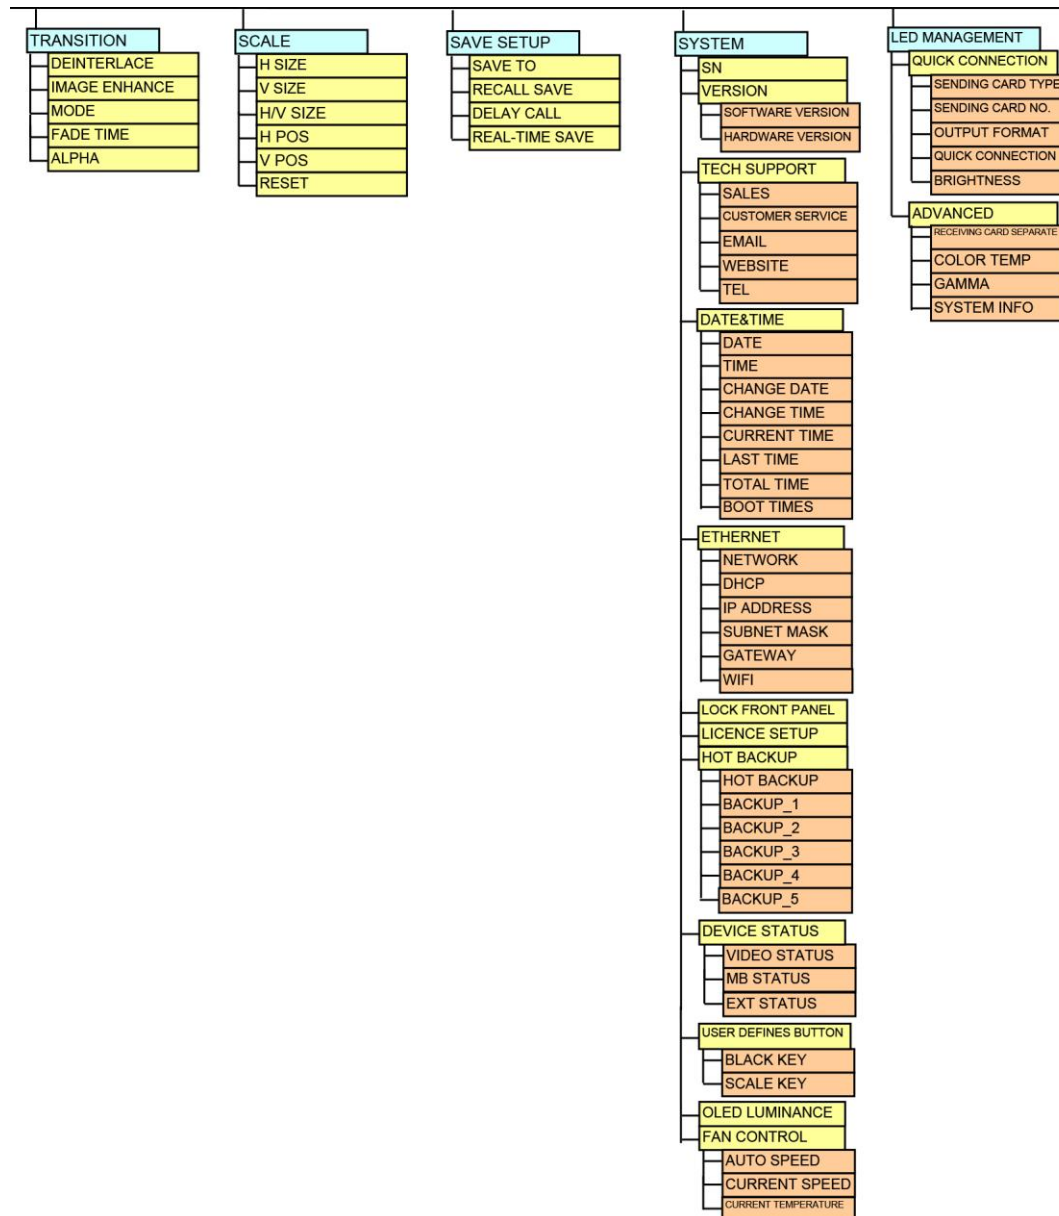 TRANSITION
DEINTERLACE
IMAGE ENHANCE
MODE
FADE TIME
ALPHA
SCALE
H SIZE
V SIZE
H/V SIZE
H POS
V POS
RESET
SAVE SETUP
SAVE TO
RECALL SAVE
DELAY CALL
REAL-TIME SAVE
SYSTEM
SN
VERSION
SOFTWARE VERSION
HARDWARE VERSION
TECH SUPPORT
SALES
CUSTOMER SERVICE
EMAIL
WEBSITE
TEL
DATE&TIME
DATE
TIME
CHANGE DATE
CHANGE TIME
CURRENT TIME
LAST TIME
TOTAL TIME
BOOT TIMES
ETHERNET
NETWORK
DHCP
IP ADDRESS
SUBNET MASK
GATEWAY
WIFI
LOCK FRONT PANEL
LICENCE SETUP
HOT BACKUP
HOT BACKUP
BACKUP_1
BACKUP_2
BACKUP_3
BACKUP_4
BACKUP_5
DEVICE STATUS
VIDEO STATUS
MB STATUS
EXT STATUS
USER DEFINES BUTTON
BLACK KEY
SCALE KEY
OLED LUMINANCE
FAN CONTROL
AUTO SPEED
CURRENT SPEED
CURRENT TEMPERATURE
LED MANAGEMENT
QUICK CONNECTION
SENDING CARD TYPE
SENDING CARD NO.
OUTPUT FORMAT
QUICK CONNECTION
BRIGHTNESS
ADVANCED
RECEIVING CARD SEPARATE
COLOR TEMP
GAMMA
SYSTEM INFO